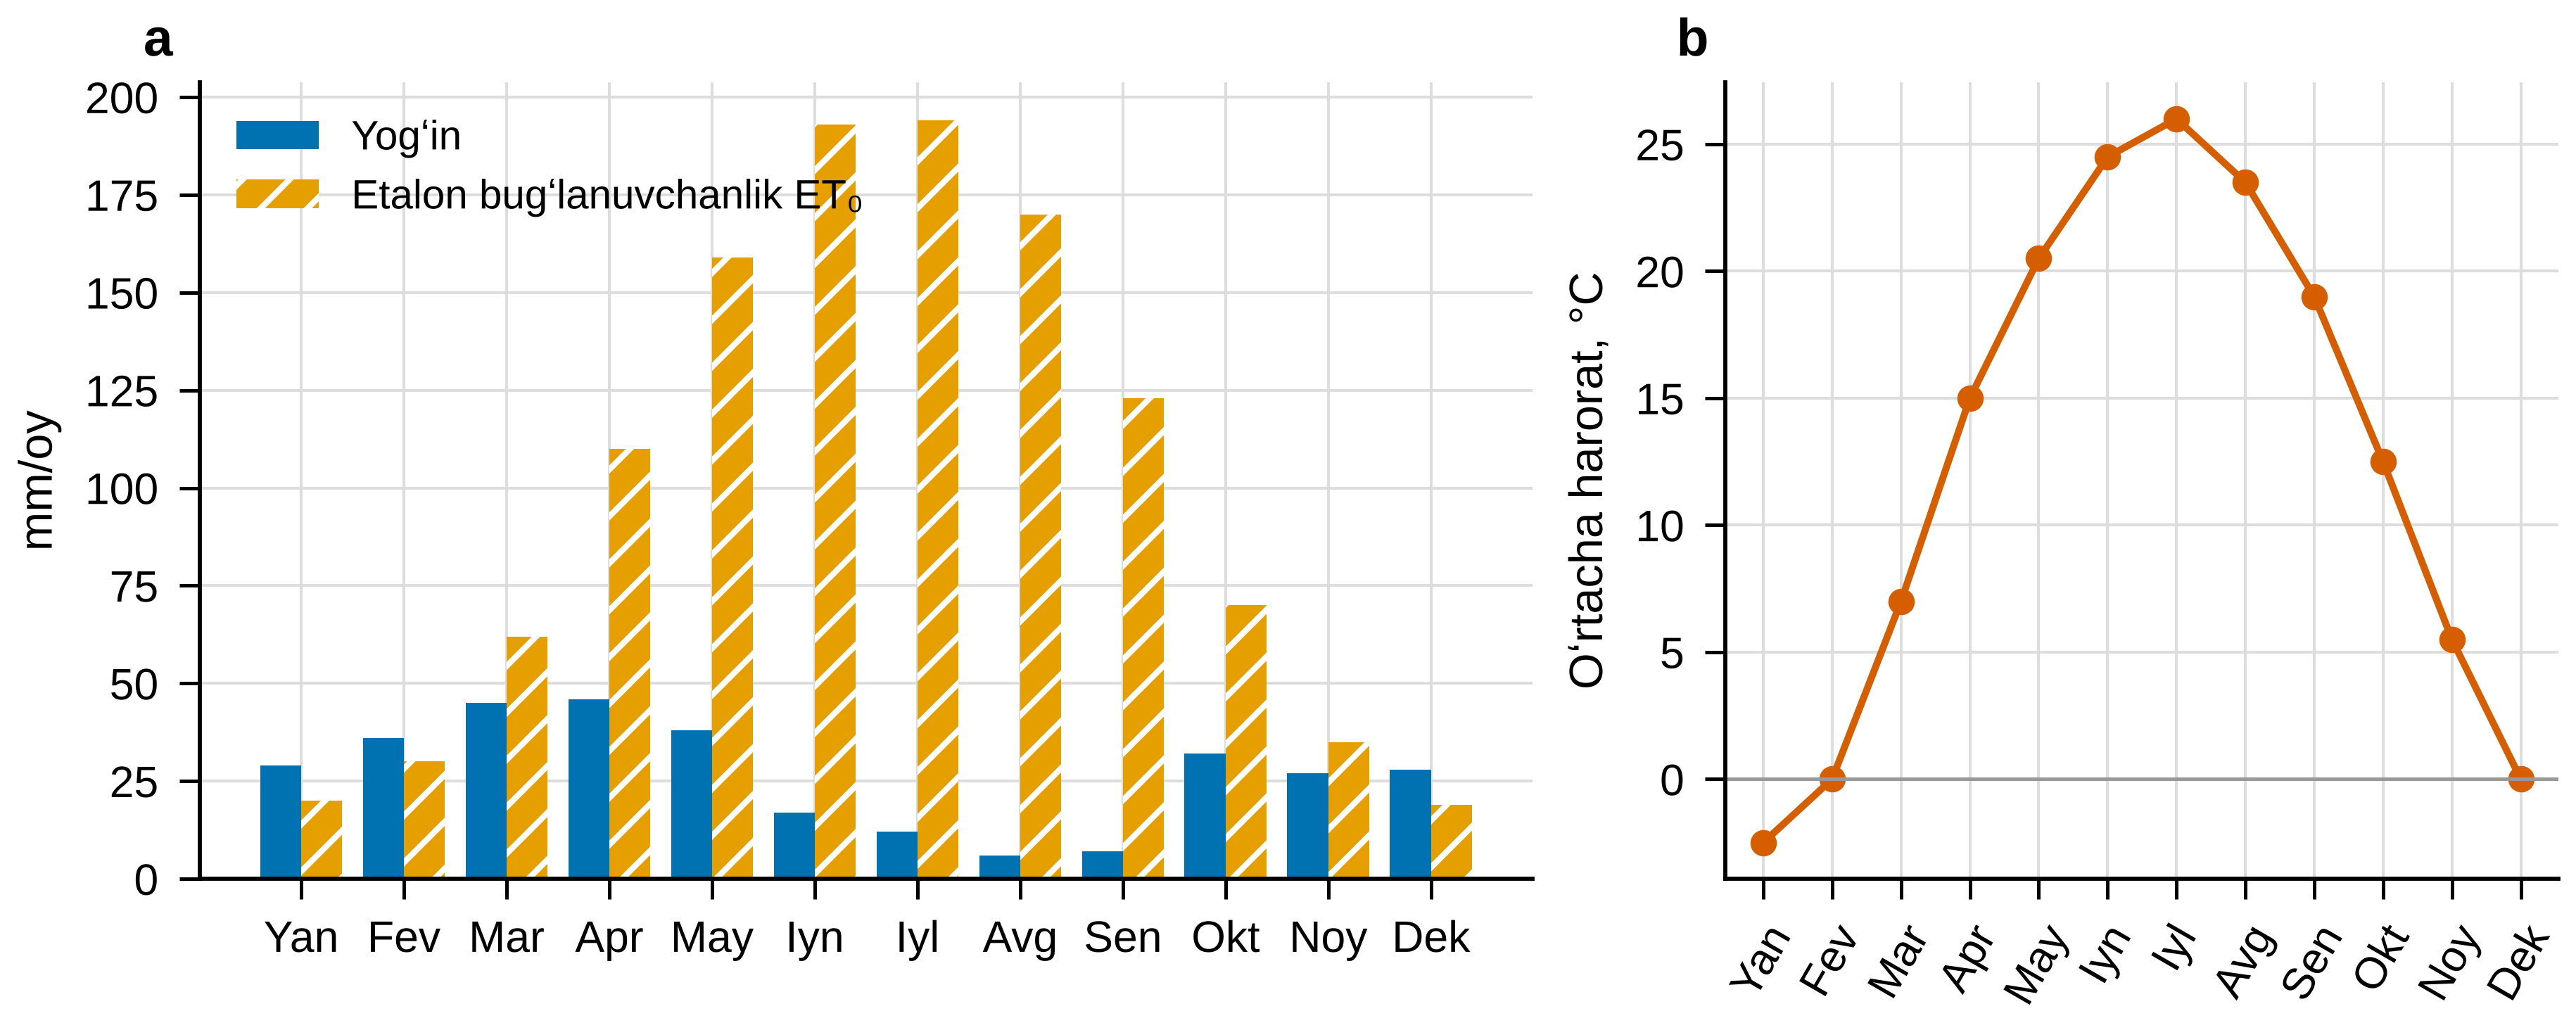 a
200
175
150
125
100
75
50
25
0
mm/oy
Yog‘in
Etalon bug‘lanuvchanlik ET₀
Yan Fev Mar Apr May Iyn Iyl Avg Sen Okt Noy Dek
b
25
20
15
10
5
0
O‘rtacha harorat, °C
Yan Fev Mar Apr May Iyn Iyl Avg Sen Okt Noy Dek